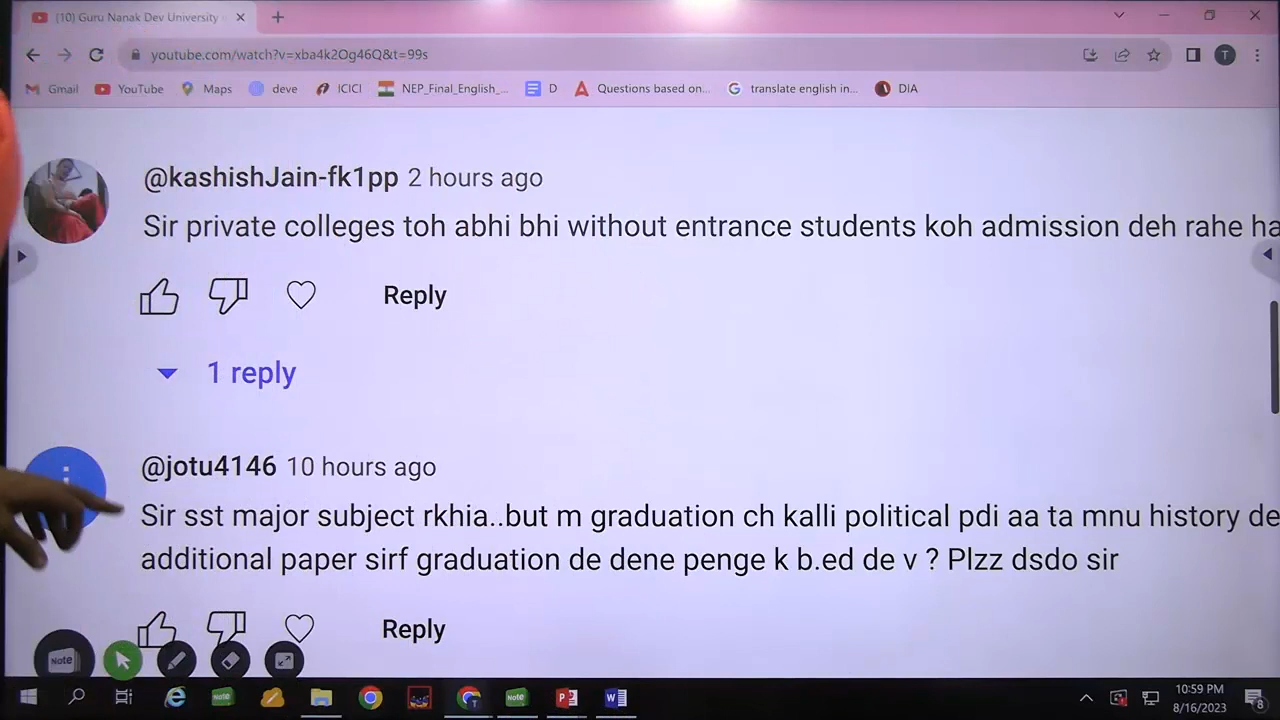 (10) Guru Nanak Dev University
youtube.com/watch?v=xba4k2Og46Q&t=99s
T
Gmail YouTube Maps deve ICICI NEP_Final_English_... D Questions based on... translate english in... DIA
@kashishJain-fk1pp 2 hours ago
Sir private colleges toh abhi bhi without entrance students koh admission deh rahe ha
Reply
1 reply
@jotu4146 10 hours ago
Sir sst major subject rkhia..but m graduation ch kalli political pdi aa ta mnu history de
additional paper sirf graduation de dene penge k b.ed de v ? Plzz dsdo sir
Reply
Note
Note Note
10:59 PM
8/16/2023
8